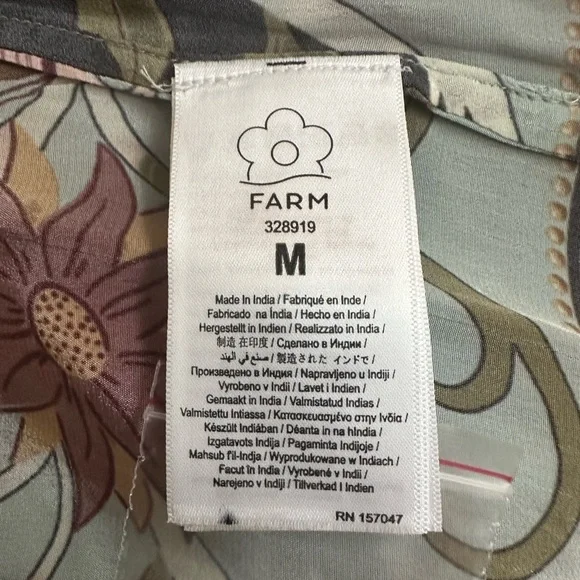 FARM
328919
M
Made In India / Fabriqué en Inde /
Fabricado na Índia / Hecho en India /
Hergestellt in Indien / Realizzato in India /
制造 在印度 / Сделано в Индии /
صنع في الهند / 製造された インドで /
Произведено в Индия / Napravljeno u Indiji /
Vyrobeno v Indii / Lavet i Indien /
Gemaakt in India / Valmistatud Indias /
Valmistettu Intiassa / Κατασκευασμένο στην Ινδία /
Készült Indiában / Déanta in na hIndia /
Izgatavots Indija / Pagaminta Indijoje /
Mahsub fil-Indja / Wyprodukowane w Indiach /
Facut în India / Vyrobené v Indii /
Narejeno v Indiji / Tillverkad I Indien
RN 157047